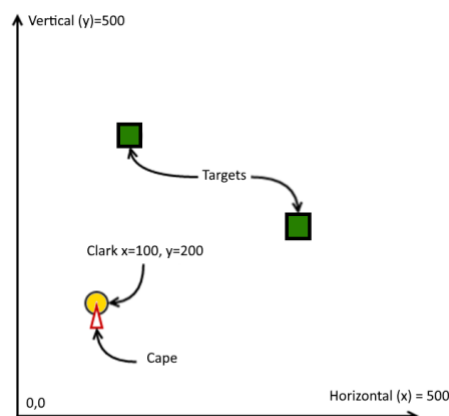 Vertical (y)=500
Targets
Clark x=100, y=200
Cape
0,0
Horizontal (x) = 500